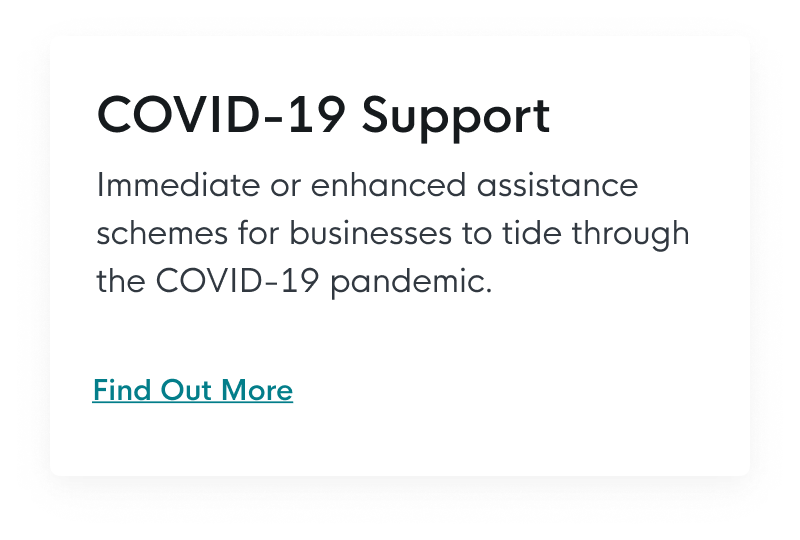 COVID-19 Support
Immediate or enhanced assistance
schemes for businesses to tide through
the COVID-19 pandemic.
Find Out More